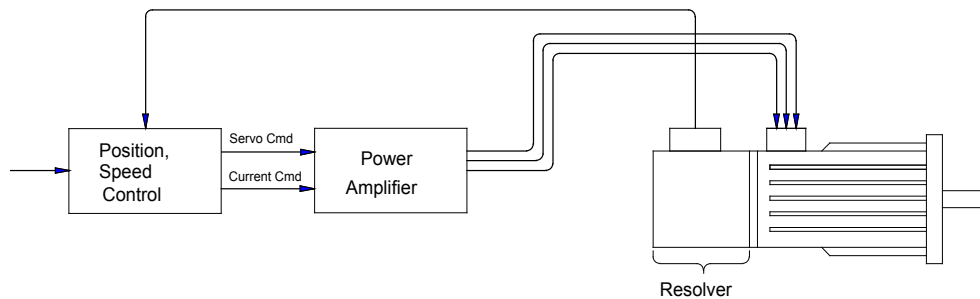 Position,
Speed
Control
Servo Cmd
Current Cmd
Power
Amplifier
Resolver